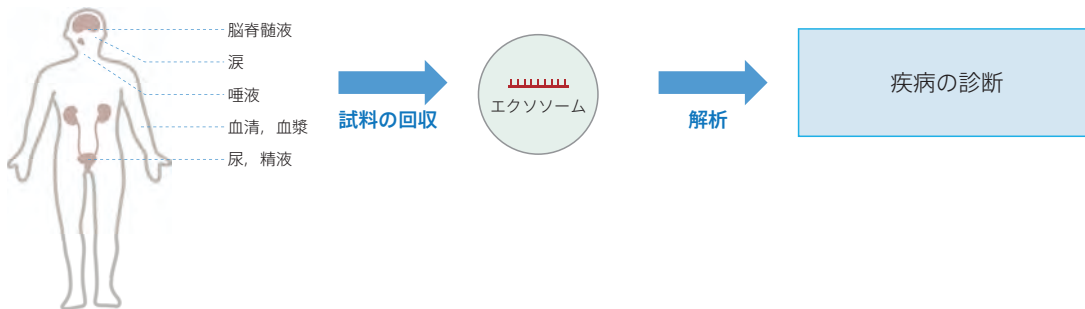 脳脊髄液
涙
唾液
血清，血漿
尿，精液
試料の回収
エクソソーム
解析
疾病の診断